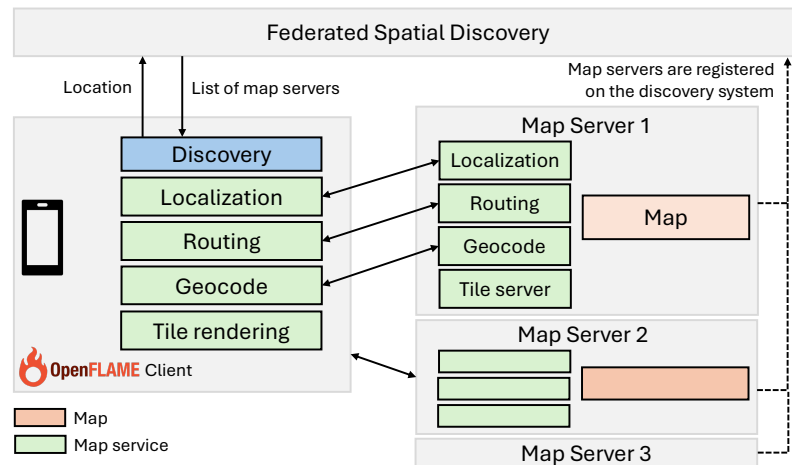 Federated Spatial Discovery
Location
List of map servers
Map servers are registered
on the discovery system
Discovery
Localization
Routing
Geocode
Tile rendering
OpenFLAME Client
Map Server 1
Localization
Routing
Geocode
Tile server
Map
Map Server 2
Map Server 3
Map
Map service